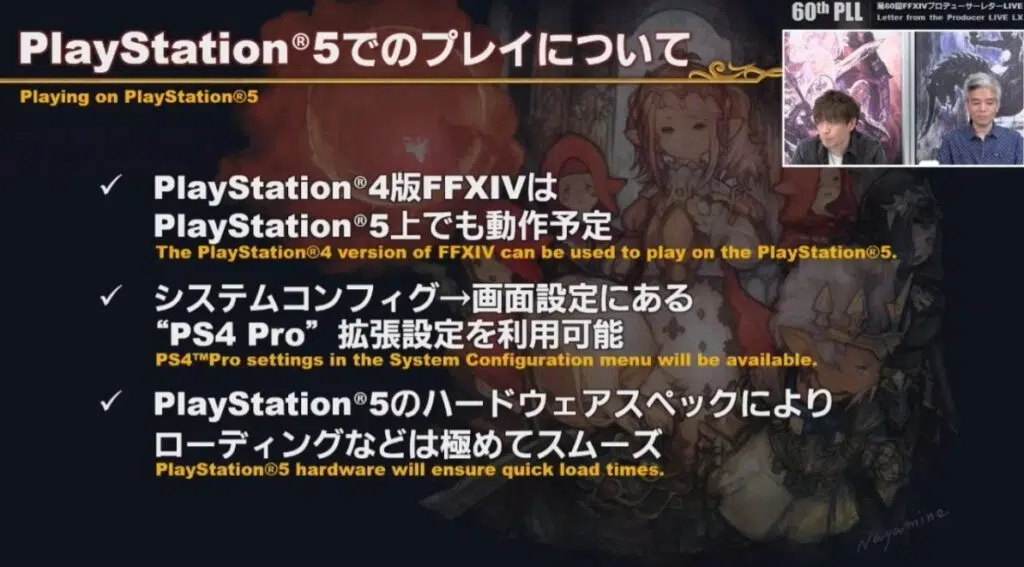 60th PLL
第60回FFXIVプロデューサーレターLIVE
Letter from the Producer LIVE LX
PlayStation®5でのプレイについて
Playing on PlayStation®5
✓ PlayStation®4版FFXIVは
PlayStation®5上でも動作予定
The PlayStation®4 version of FFXIV can be used to play on the PlayStation®5.
✓ システムコンフィグ→画面設定にある
“PS4 Pro”拡張設定を利用可能
PS4™Pro settings in the System Configuration menu will be available.
✓ PlayStation®5のハードウェアスペックにより
ローディングなどは極めてスムーズ
PlayStation®5 hardware will ensure quick load times.
Nagamine